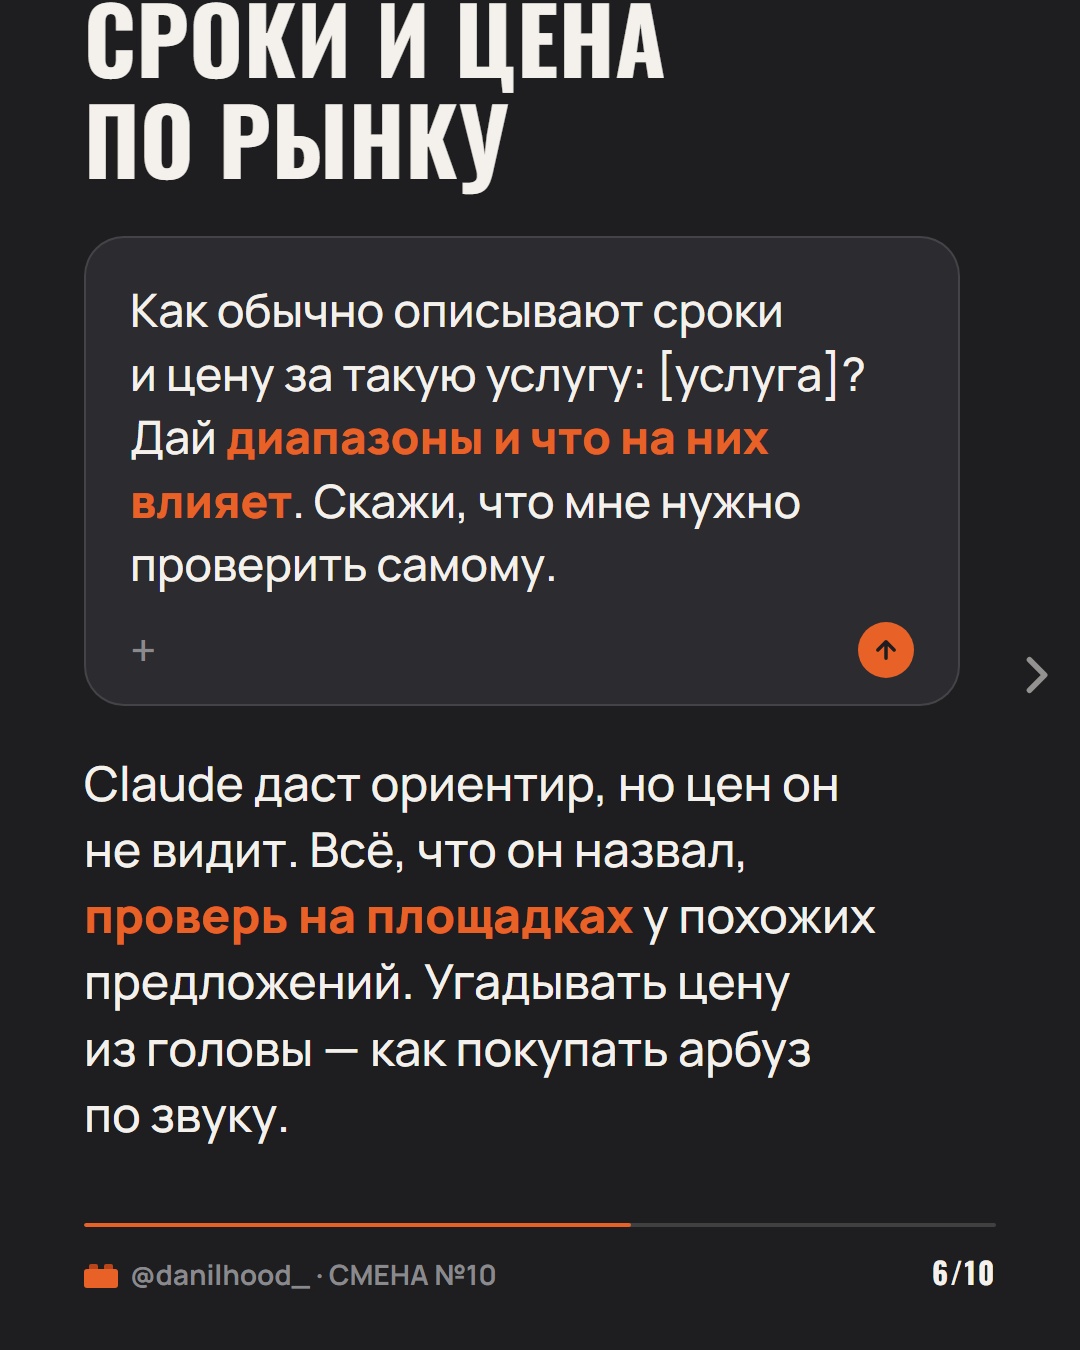 СРОКИ И ЦЕНА
ПО РЫНКУ
Как обычно описывают сроки
и цену за такую услугу: [услуга]?
Дай диапазоны и что на них
влияет. Скажи, что мне нужно
проверить самому.
+
Claude даст ориентир, но цен он
не видит. Всё, что он назвал,
проверь на площадках у похожих
предложений. Угадывать цену
из головы — как покупать арбуз
по звуку.
@danilhood_ · СМЕНА №10
6/10